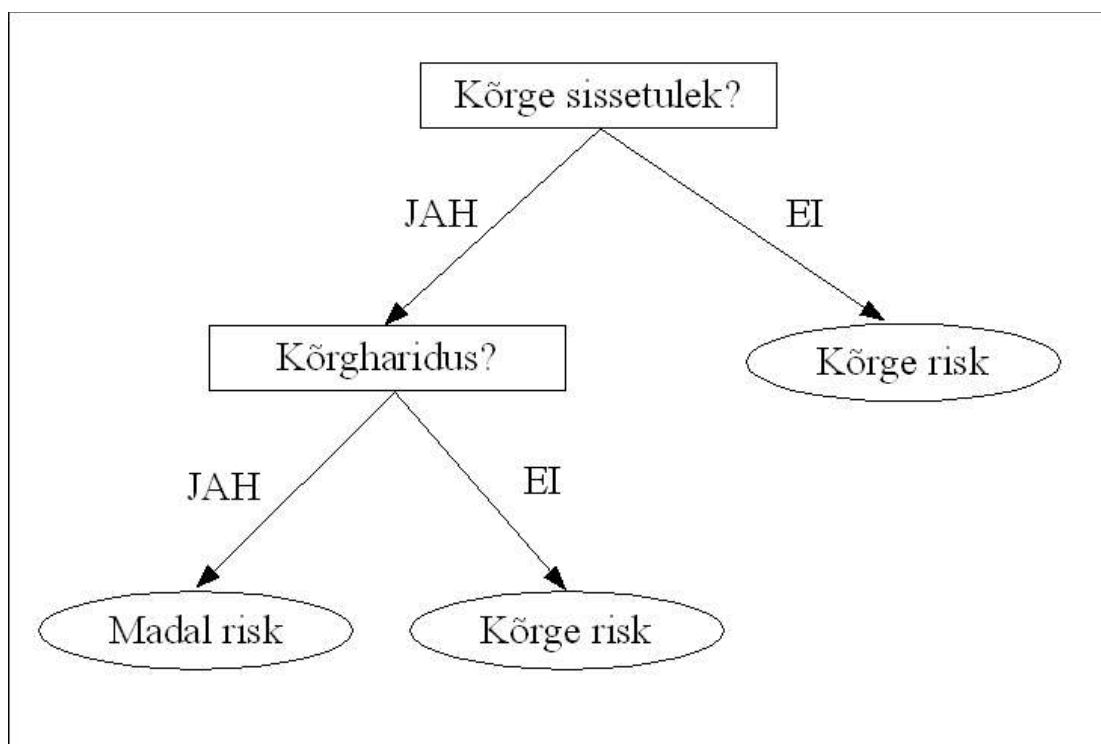 Kõrge sissetulek?
JAH
EI
Kõrgharidus?
Kõrge risk
JAH
EI
Madal risk
Kõrge risk